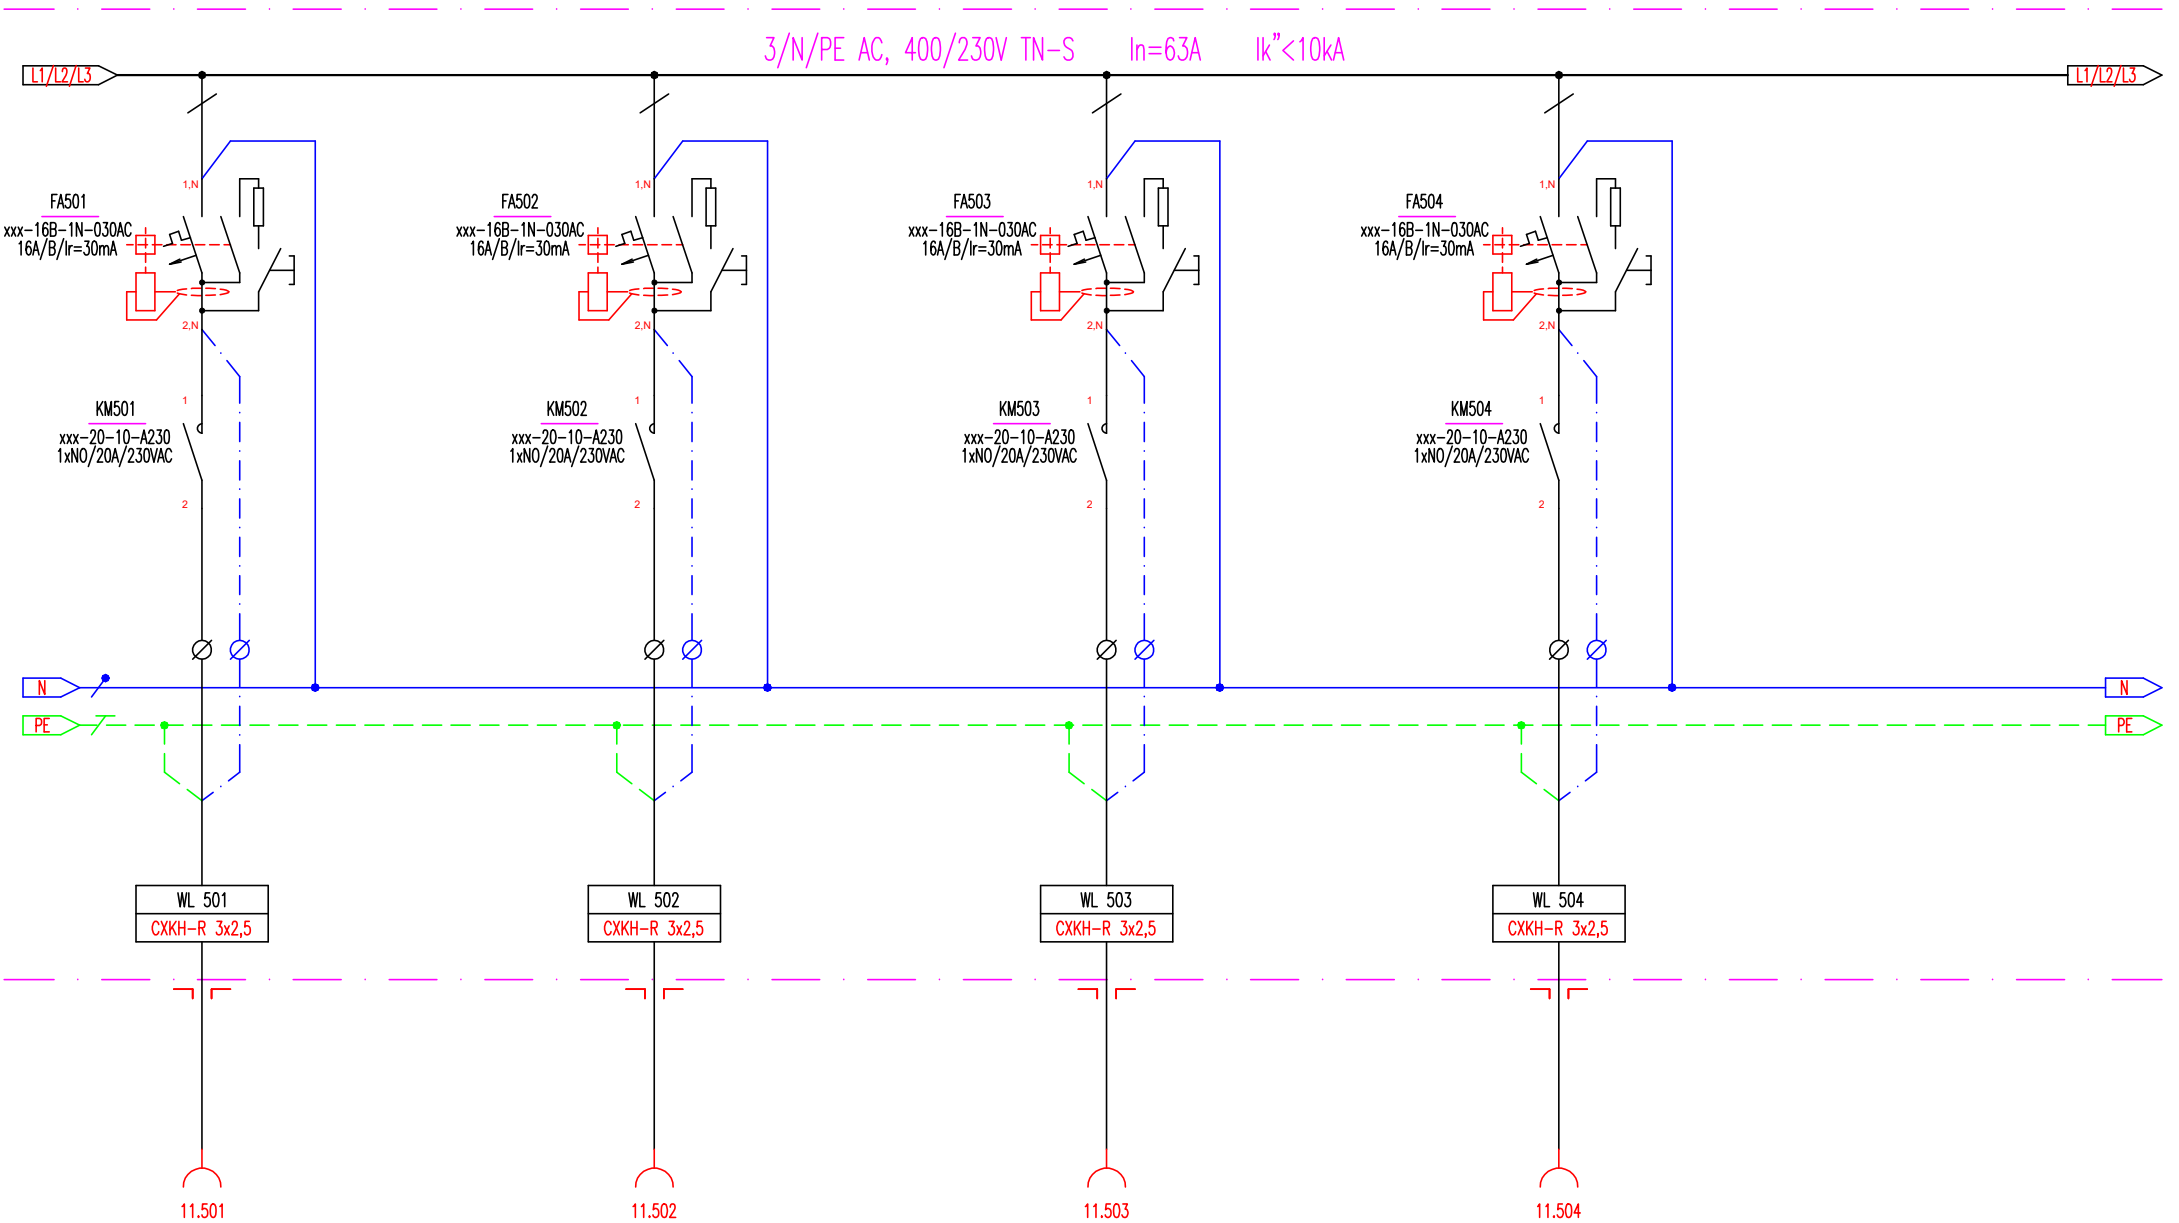 3/N/PE AC, 400/230V TN-S In=63A Ik"<10kA
L1/L2/L3 L1/L2/L3
1,N 1,N 1,N 1,N
FA501 FA502 FA503 FA504
xxx-16B-1N-030AC xxx-16B-1N-030AC xxx-16B-1N-030AC xxx-16B-1N-030AC
16A/B/Ir=30mA 16A/B/Ir=30mA 16A/B/Ir=30mA 16A/B/Ir=30mA
2,N 2,N 2,N 2,N
1 1 1 1
KM501 KM502 KM503 KM504
xxx-20-10-A230 xxx-20-10-A230 xxx-20-10-A230 xxx-20-10-A230
1xNO/20A/230VAC 1xNO/20A/230VAC 1xNO/20A/230VAC 1xNO/20A/230VAC
2 2 2 2
N N
PE PE
WL 501 WL 502 WL 503 WL 504
CXKH-R 3x2,5 CXKH-R 3x2,5 CXKH-R 3x2,5 CXKH-R 3x2,5
11.501 11.502 11.503 11.504